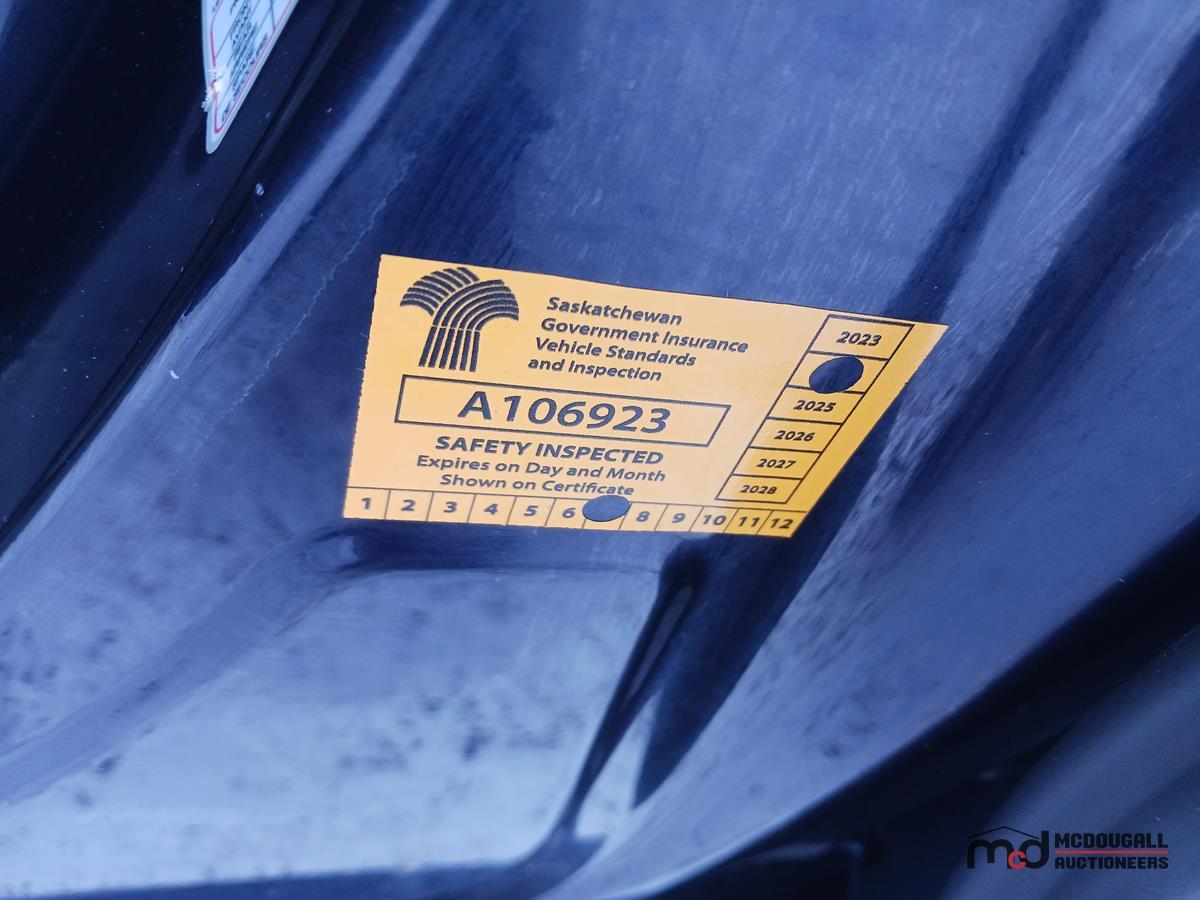 Saskatchewan
Government Insurance
Vehicle Standards
and Inspection
A106923
SAFETY INSPECTED
Expires on Day and Month
Shown on Certificate
1 2 3 4 5 6 8 9 10 11 12
2023
2025
2026
2027
2028
mcd MCDOUGALL
AUCTIONEERS